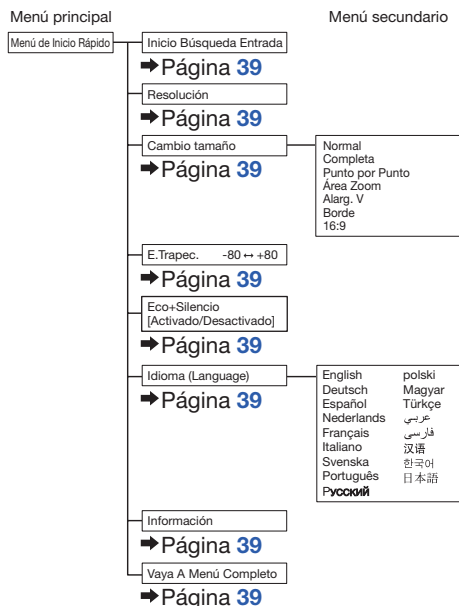 Menú principal
Menú secundario
Menú de Inicio Rápido
Inicio Búsqueda Entrada
➡Página 39
Resolución
➡Página 39
Cambio tamaño
➡Página 39
Normal
Completa
Punto por Punto
Área Zoom
Alarg. V
Borde
16:9
E.Trapec. -80 ↔ +80
➡Página 39
Eco+Silencio
[Activado/Desactivado]
➡Página 39
Idioma (Language)
➡Página 39
English polski
Deutsch Magyar
Español Türkçe
Nederlands عربي
Français فارسی
Italiano 汉语
Svenska 한국어
Português 日本語
Русский
Información
➡Página 39
Vaya A Menú Completo
➡Página 39